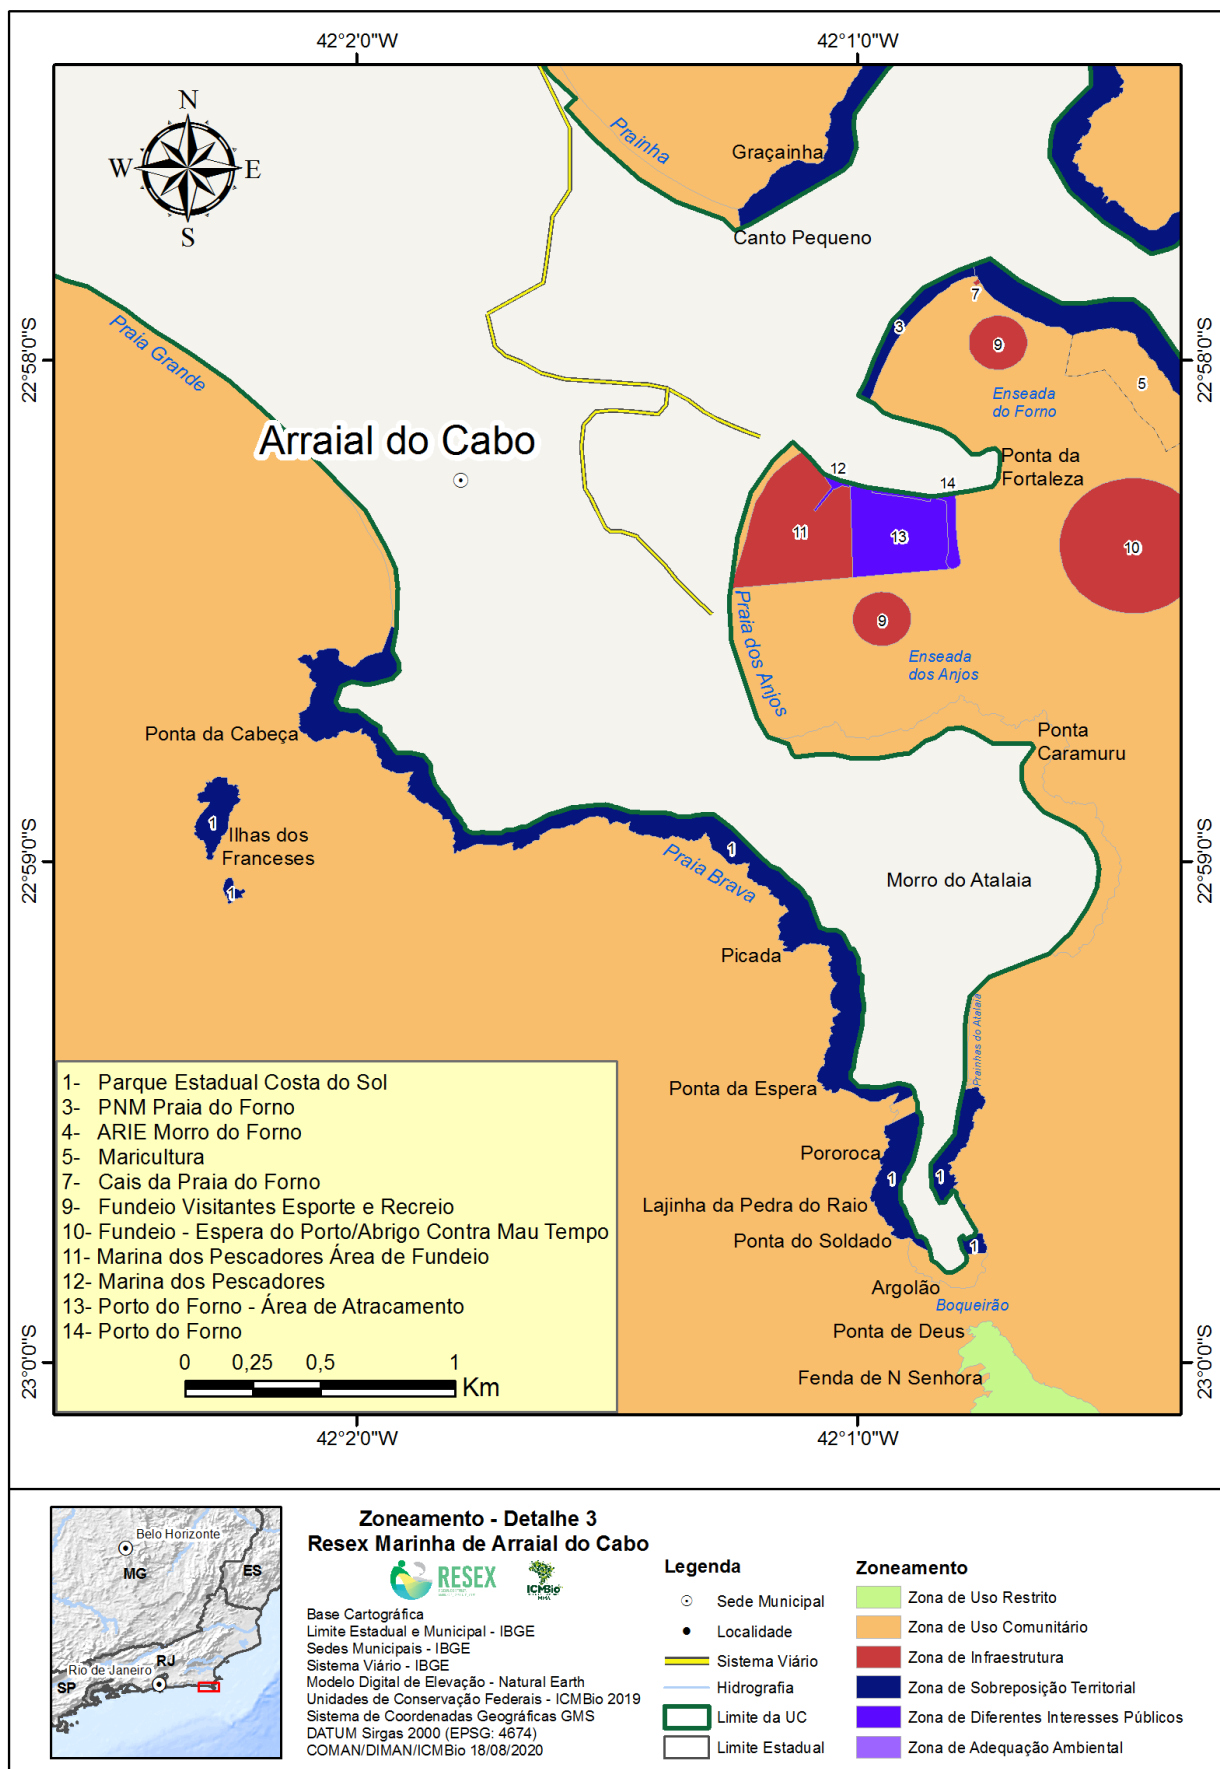 42°2'0"W
42°1'0"W
N
W
E
S
Prainha
Graçainha
Canto Pequeno
7
3
9
5
22°58'0"S
22°58'0"S
Praia Grande
Enseada
do Forno
Arraial do Cabo
Ponta da
Fortaleza
12
14
11
13
10
9
Praia dos Anjos
Enseada
dos Anjos
Ponta da Cabeça
Ponta
Caramuru
1
Ilhas dos
Franceses
1
1
Praia Brava
22°59'0"S
22°59'0"S
Morro do Atalaia
Picada
Prainhas do Atalaia
Ponta da Espera
Pororoca
1
1
Lajinha da Pedra do Raio
Ponta do Soldado
1
Argolão
Boqueirão
Ponta de Deus
Fenda de N Senhora
23°0'0"S
23°0'0"S
1- Parque Estadual Costa do Sol
3- PNM Praia do Forno
4- ARIE Morro do Forno
5- Maricultura
7- Cais da Praia do Forno
9- Fundeio Visitantes Esporte e Recreio
10- Fundeio - Espera do Porto/Abrigo Contra Mau Tempo
11- Marina dos Pescadores Área de Fundeio
12- Marina dos Pescadores
13- Porto do Forno - Área de Atracamento
14- Porto do Forno
0 0,25 0,5 1
Km
42°2'0"W
42°1'0"W
Belo Horizonte
MG
ES
RJ
Rio de Janeiro
SP
Zoneamento - Detalhe 3
Resex Marinha de Arraial do Cabo
RESEX
ICMBio
MMA
Base Cartográfica
Limite Estadual e Municipal - IBGE
Sedes Municipais - IBGE
Sistema Viário - IBGE
Modelo Digital de Elevação - Natural Earth
Unidades de Conservação Federais - ICMBio 2019
Sistema de Coordenadas Geográficas GMS
DATUM Sirgas 2000 (EPSG: 4674)
COMAN/DIMAN/ICMBio 18/08/2020
Legenda
Sede Municipal
Localidade
Sistema Viário
Hidrografia
Limite da UC
Limite Estadual
Zoneamento
Zona de Uso Restrito
Zona de Uso Comunitário
Zona de Infraestrutura
Zona de Sobreposição Territorial
Zona de Diferentes Interesses Públicos
Zona de Adequação Ambiental